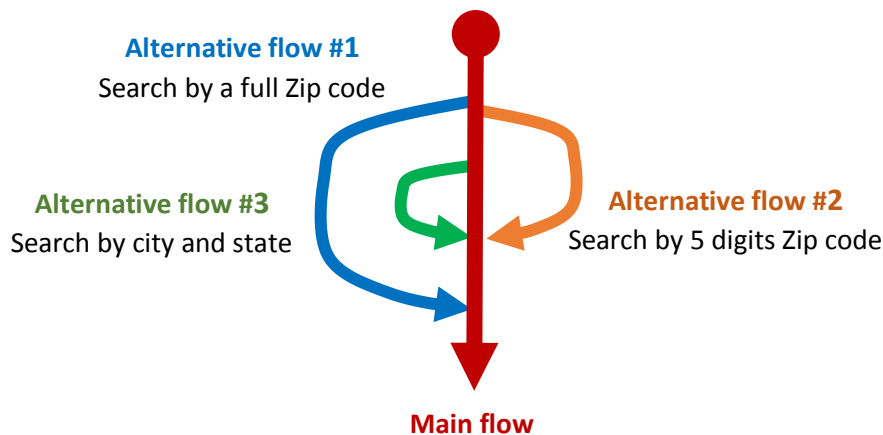 Alternative flow #1
Search by a full Zip code
Alternative flow #3
Search by city and state
Alternative flow #2
Search by 5 digits Zip code
Main flow